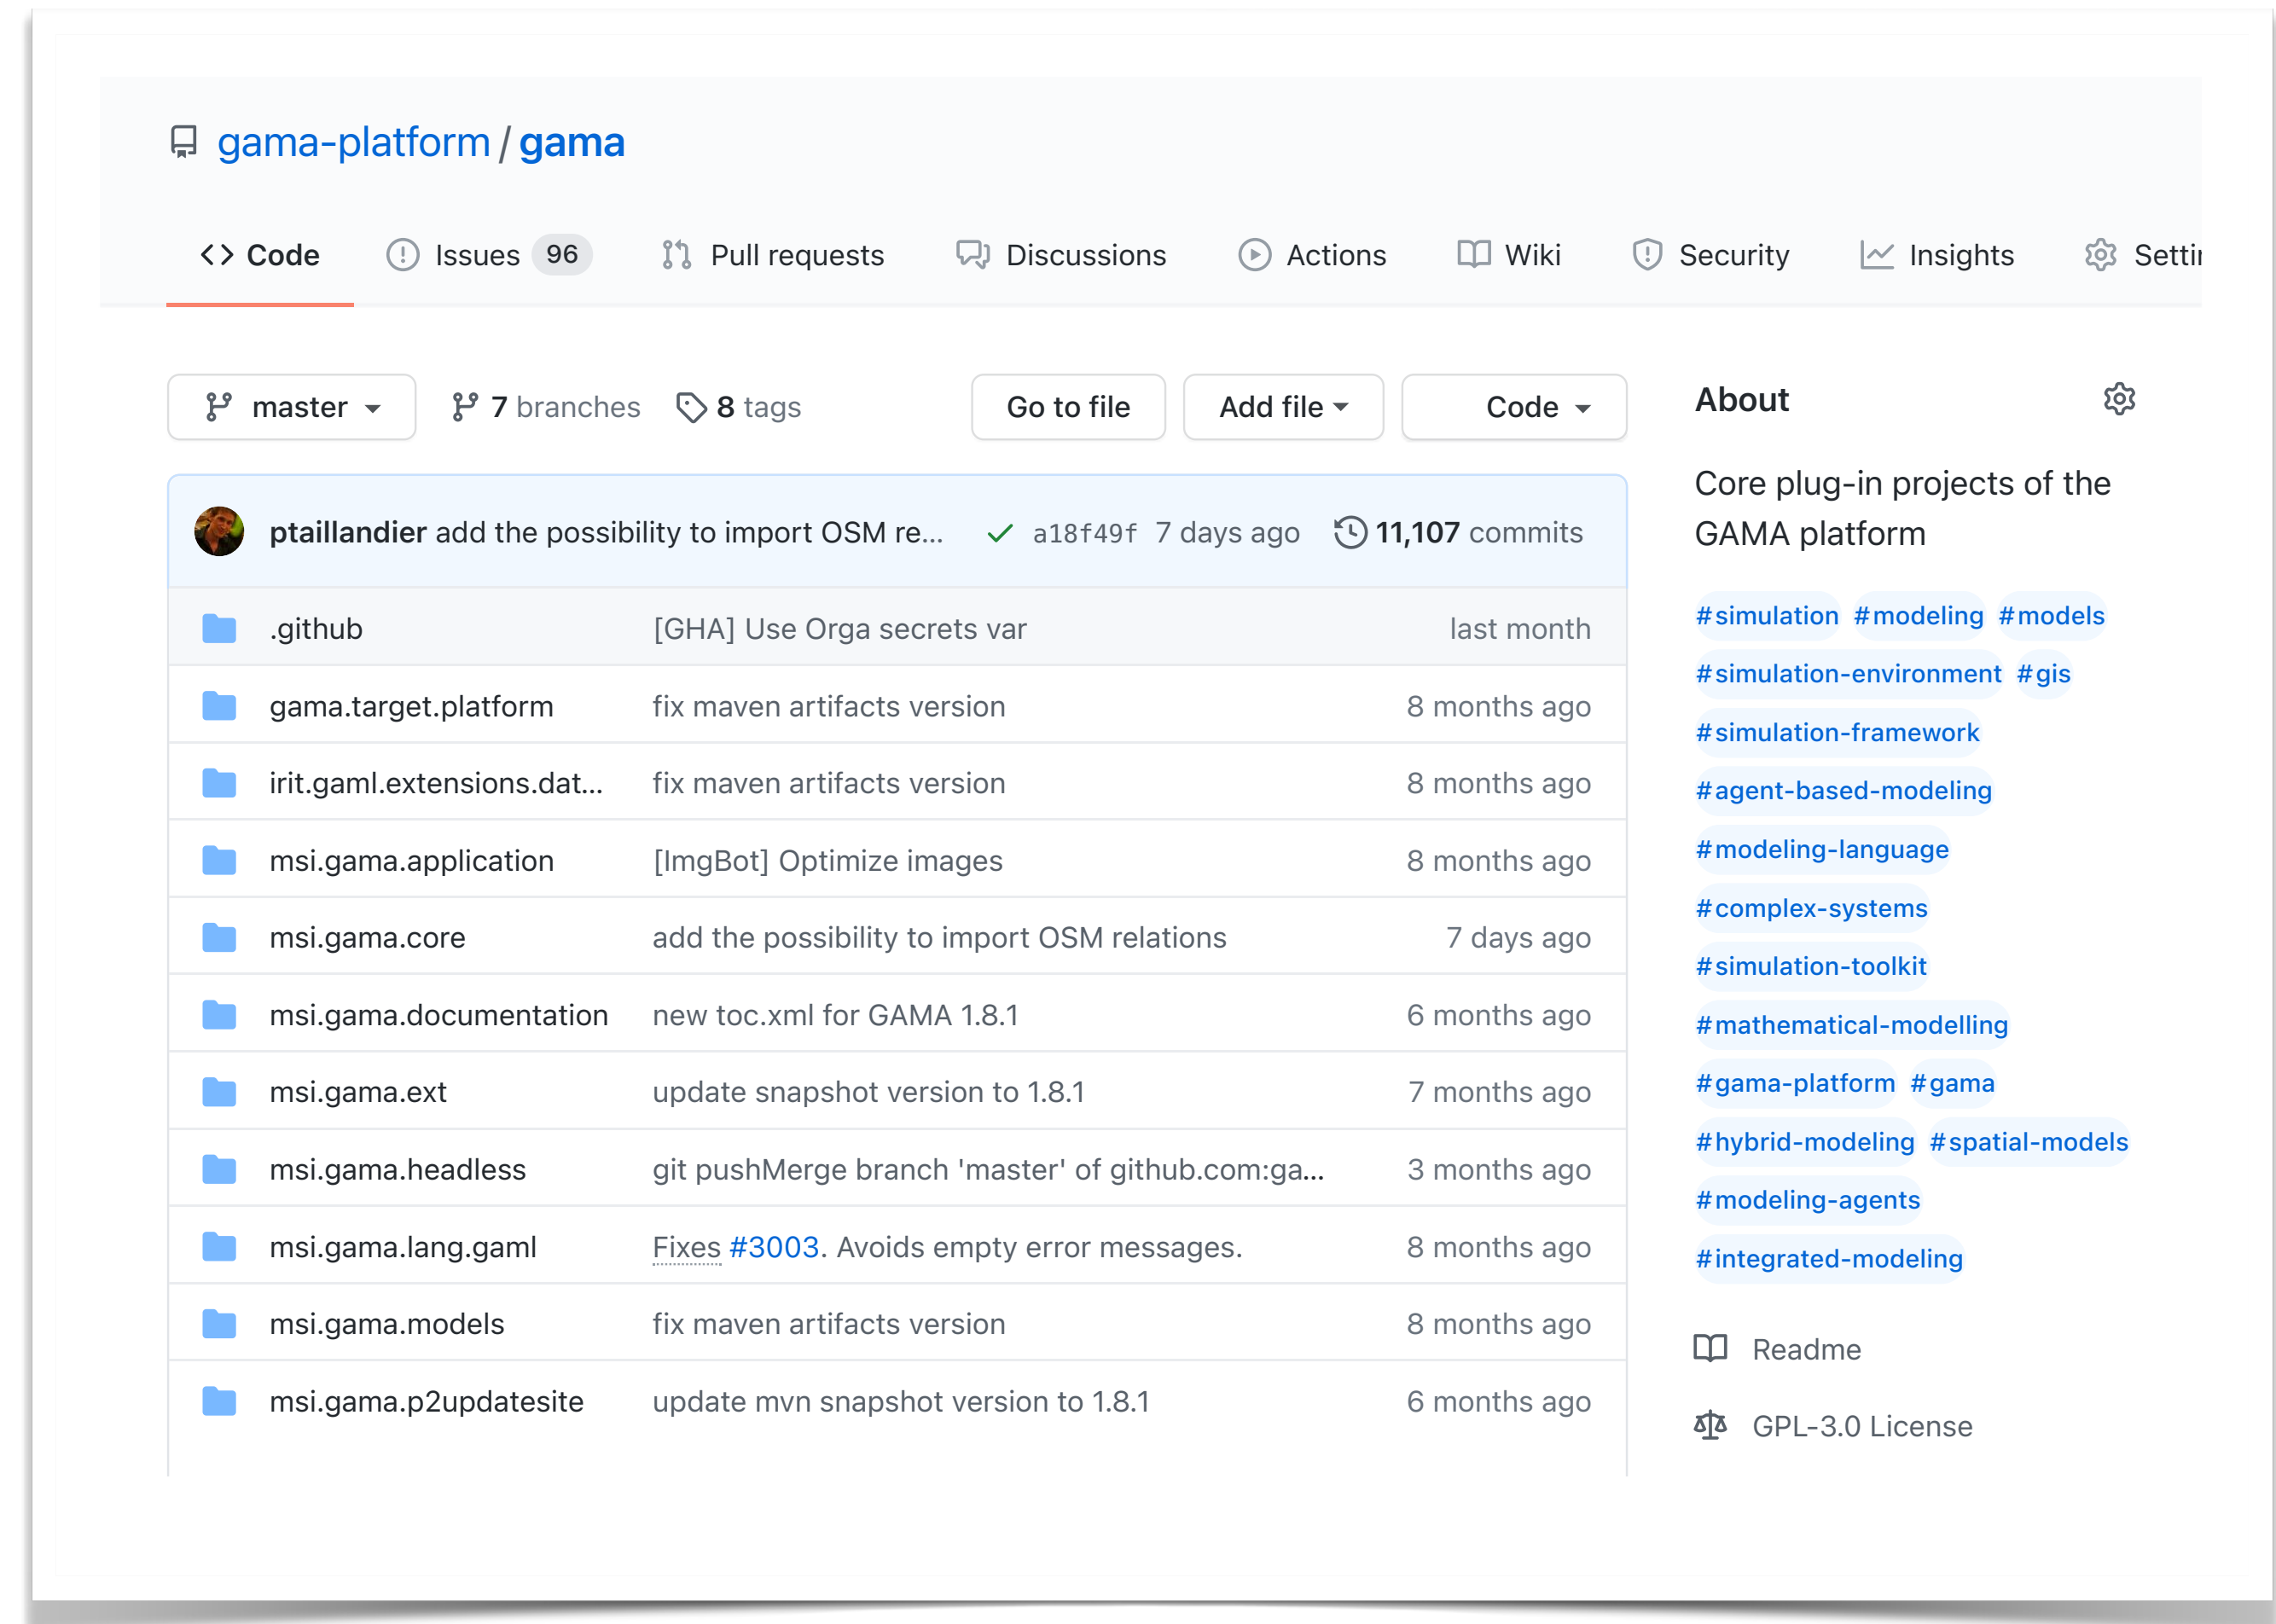 gama-platform / gama
Code Issues 96 Pull requests Discussions Actions Wiki Security Insights Settin
master 7 branches 8 tags Go to file Add file Code
ptaillandier add the possibility to import OSM re... a18f49f 7 days ago 11,107 commits
.github [GHA] Use Orga secrets var last month
gama.target.platform fix maven artifacts version 8 months ago
irit.gaml.extensions.dat... fix maven artifacts version 8 months ago
msi.gama.application [ImgBot] Optimize images 8 months ago
msi.gama.core add the possibility to import OSM relations 7 days ago
msi.gama.documentation new toc.xml for GAMA 1.8.1 6 months ago
msi.gama.ext update snapshot version to 1.8.1 7 months ago
msi.gama.headless git pushMerge branch 'master' of github.com:ga... 3 months ago
msi.gama.lang.gaml Fixes #3003. Avoids empty error messages. 8 months ago
msi.gama.models fix maven artifacts version 8 months ago
msi.gama.p2updatesite update mvn snapshot version to 1.8.1 6 months ago
About
Core plug-in projects of the
GAMA platform
#simulation #modeling #models
#simulation-environment #gis
#simulation-framework
#agent-based-modeling
#modeling-language
#complex-systems
#simulation-toolkit
#mathematical-modelling
#gama-platform #gama
#hybrid-modeling #spatial-models
#modeling-agents
#integrated-modeling
Readme
GPL-3.0 License